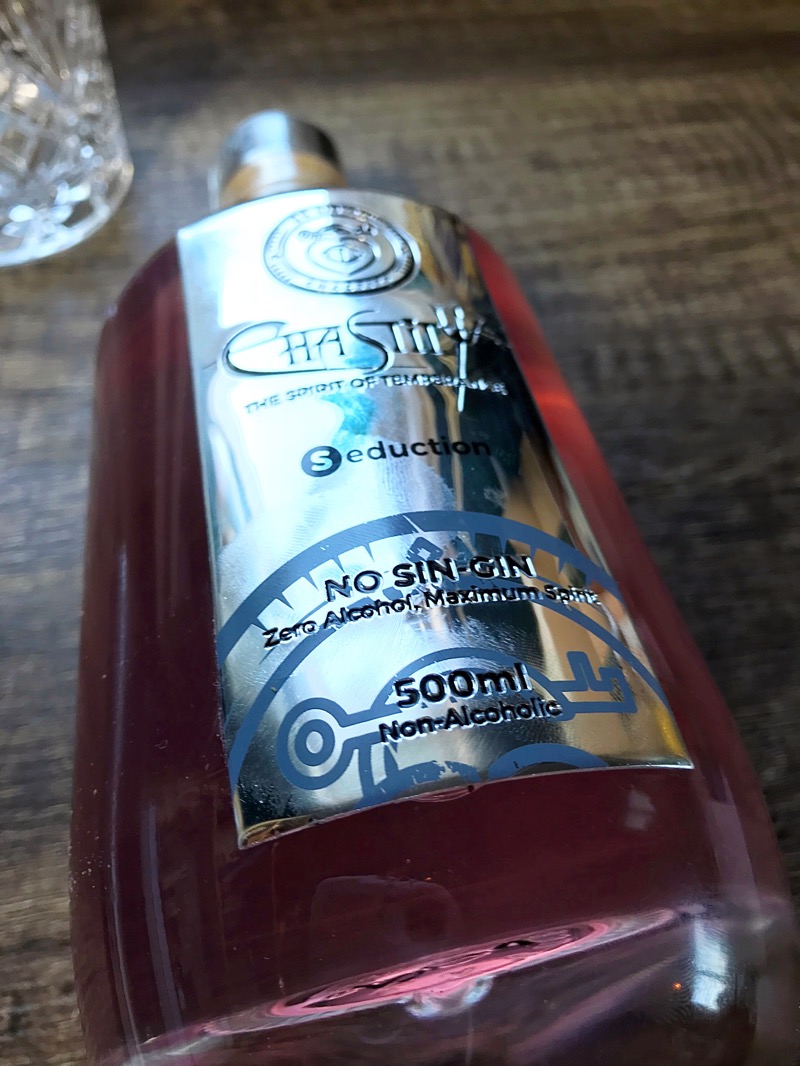 ChaStity
THE SPIRIT OF TEMPERANCE
Seduction
NO SIN-GIN
Zero Alcohol, Maximum Spirit
500ml
Non-Alcoholic